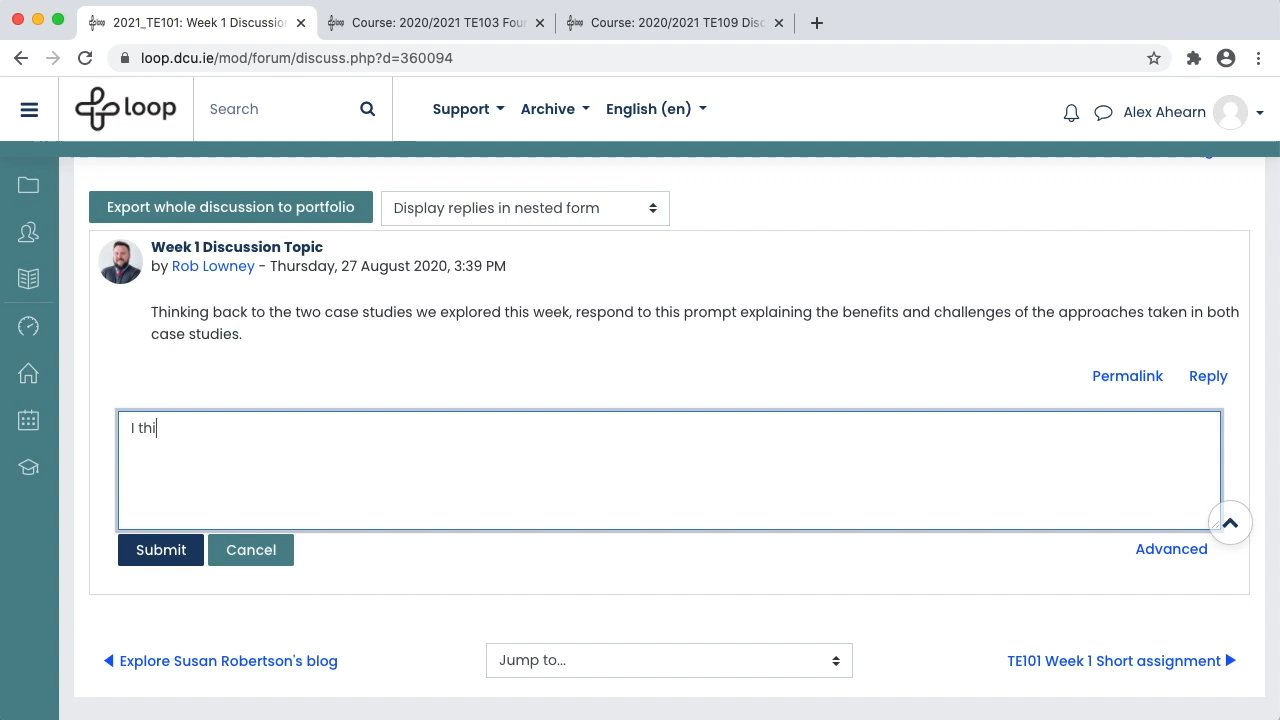 2021_TE101: Week 1 Discussion
Course: 2020/2021 TE103 Four
Course: 2020/2021 TE109 Disc
loop.dcu.ie/mod/forum/discuss.php?d=360094
loop
Search
Support
Archive
English (en)
Alex Ahearn
Export whole discussion to portfolio
Display replies in nested form
Week 1 Discussion Topic
by Rob Lowney - Thursday, 27 August 2020, 3:39 PM
Thinking back to the two case studies we explored this week, respond to this prompt explaining the benefits and challenges of the approaches taken in both
case studies.
Permalink Reply
I thi
Submit
Cancel
Advanced
Explore Susan Robertson's blog
Jump to...
TE101 Week 1 Short assignment